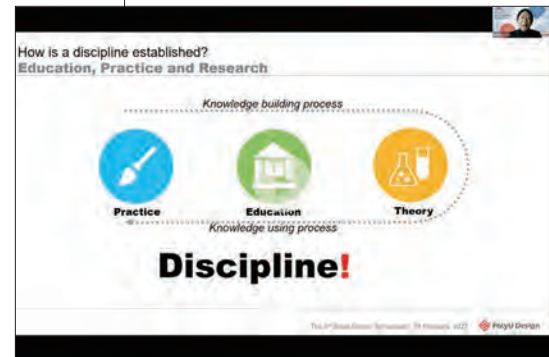 How is a discipline established?
Education, Practice and Research
Knowledge building process
Practice
Education
Theory
Knowledge using process
Discipline!
PolyU Design